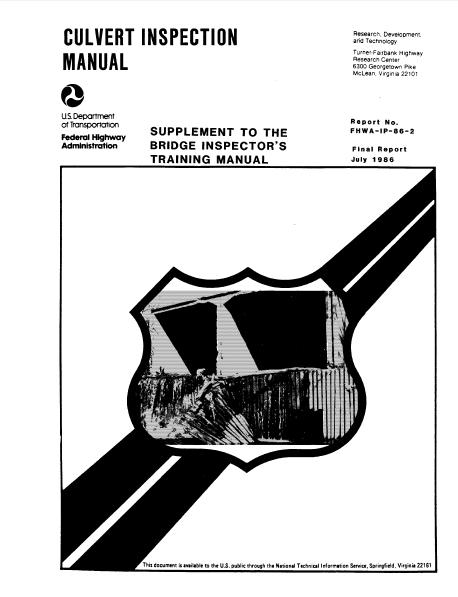 CULVERT INSPECTION
MANUAL
Research, Development,
and Technology
Turner-Fairbank Highway
Research Center
6300 Georgetown Pike
McLean, Virginia 22101
U.S. Department
of Transportation
Federal Highway
Administration
SUPPLEMENT TO THE
BRIDGE INSPECTOR'S
TRAINING MANUAL
Report No.
FHWA-IP-86-2
Final Report
July 1986
This document is available to the U.S. public through the National Technical Information Service, Springfield, Virginia 22161